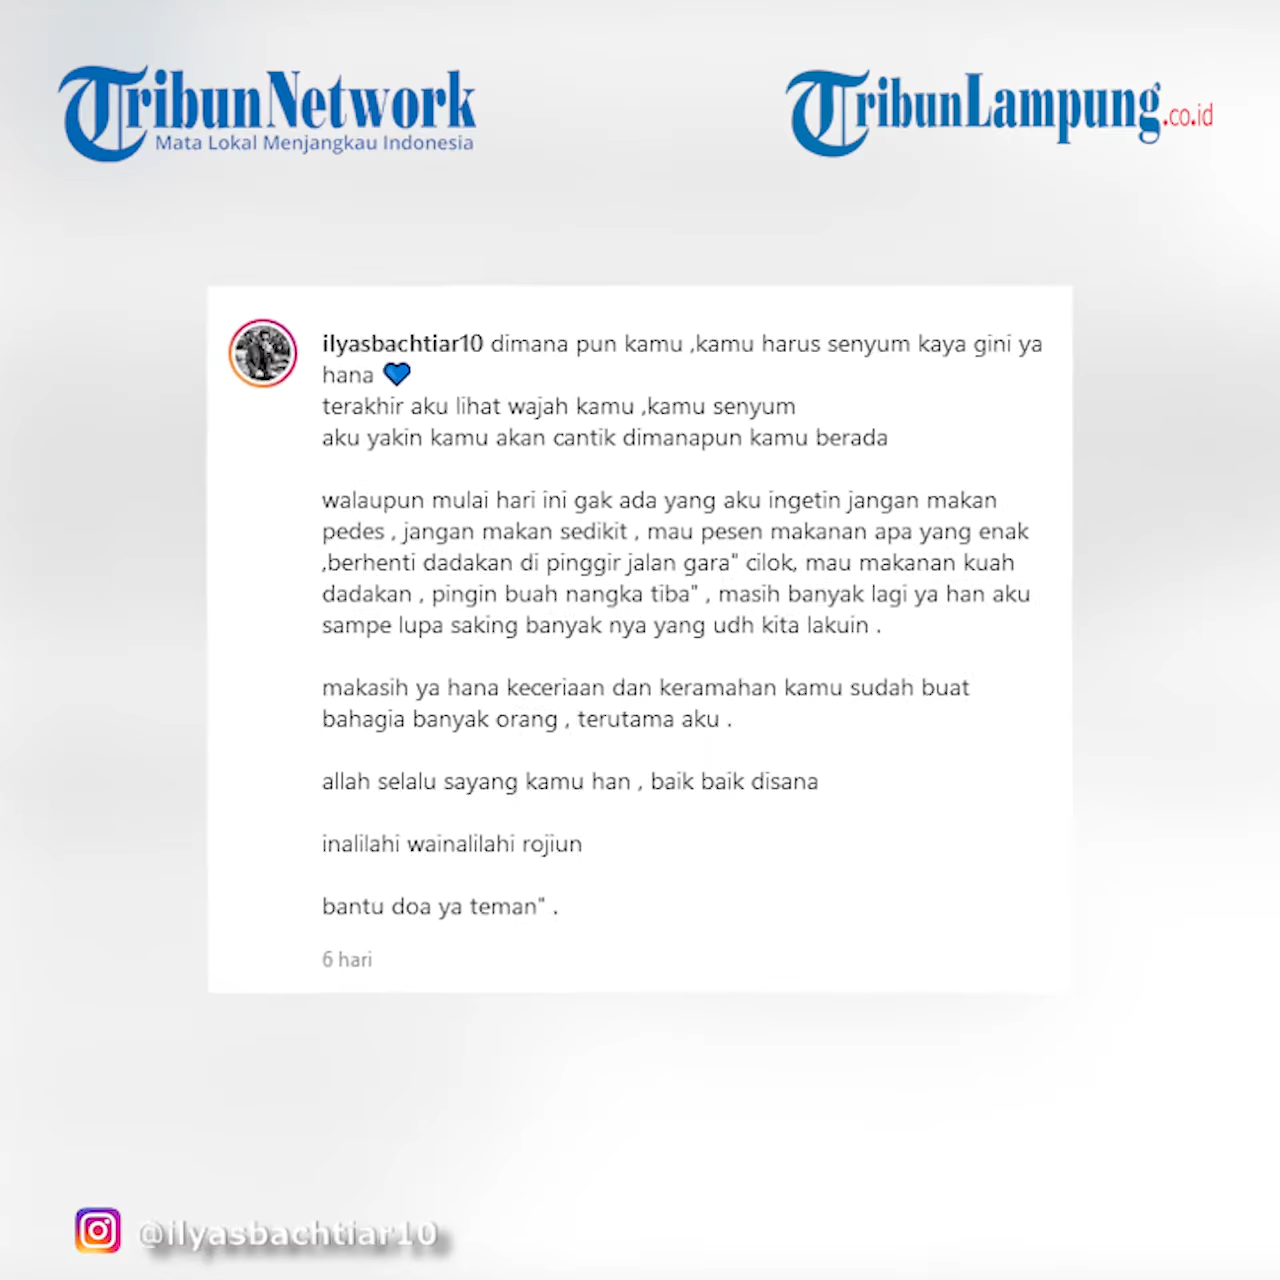 TribunNetwork
Mata Lokal Menjangkau Indonesia
TribunLampung.co.id
ilyasbachtiar10 dimana pun kamu ,kamu harus senyum kaya gini ya
hana 💙
terakhir aku lihat wajah kamu ,kamu senyum
aku yakin kamu akan cantik dimanapun kamu berada
walaupun mulai hari ini gak ada yang aku ingetin jangan makan
pedes , jangan makan sedikit , mau pesen makanan apa yang enak
,berhenti dadakan di pinggir jalan gara" cilok, mau makanan kuah
dadakan , pingin buah nangka tiba" , masih banyak lagi ya han aku
sampe lupa saking banyak nya yang udh kita lakuin .
makasih ya hana keceriaan dan keramahan kamu sudah buat
bahagia banyak orang , terutama aku .
allah selalu sayang kamu han , baik baik disana
inalilahi wainalilahi rojiun
bantu doa ya teman" .
6 hari
@ilyasbachtiar10